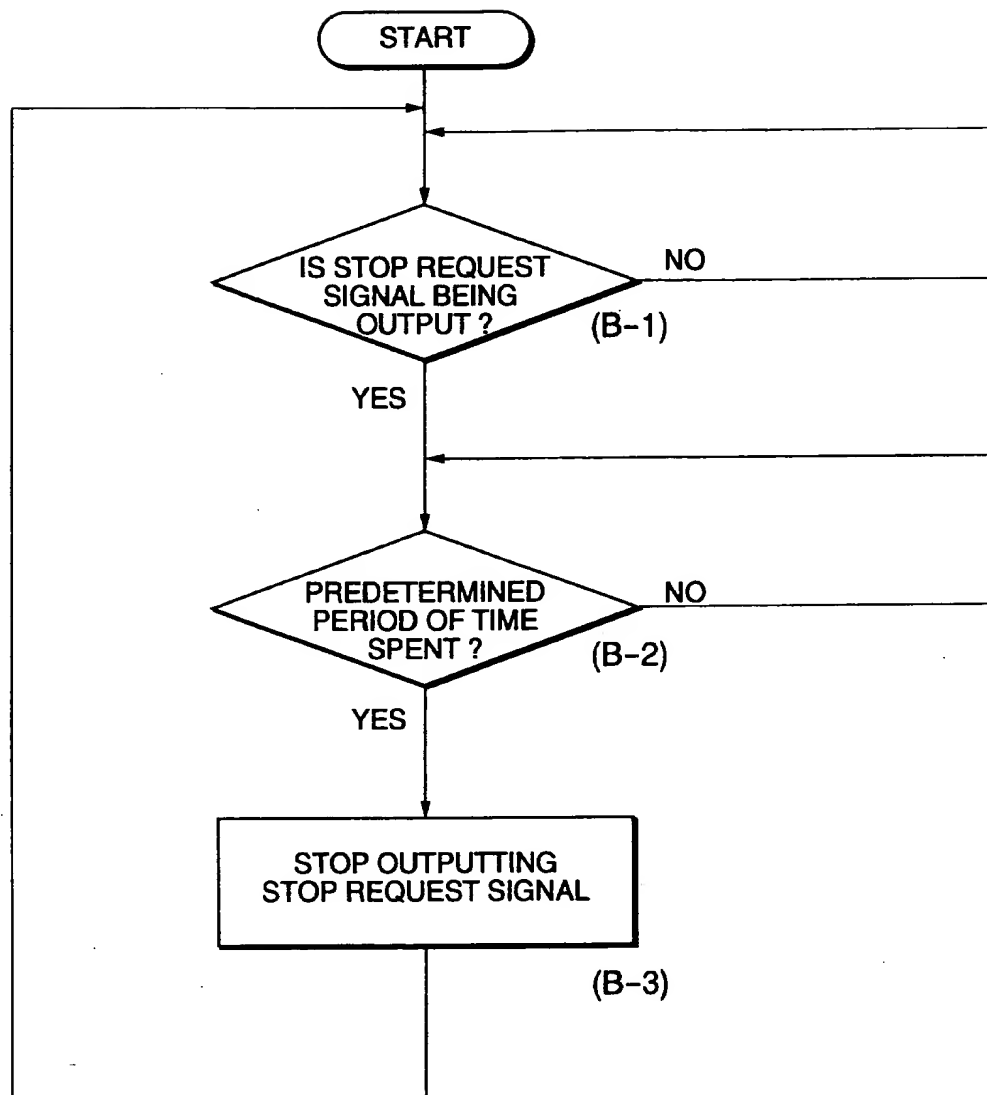 START
IS STOP REQUEST
SIGNAL BEING
OUTPUT ?
NO
(B-1)
YES
PREDETERMINED
PERIOD OF TIME
SPENT ?
NO
(B-2)
YES
STOP OUTPUTTING
STOP REQUEST SIGNAL
(B-3)